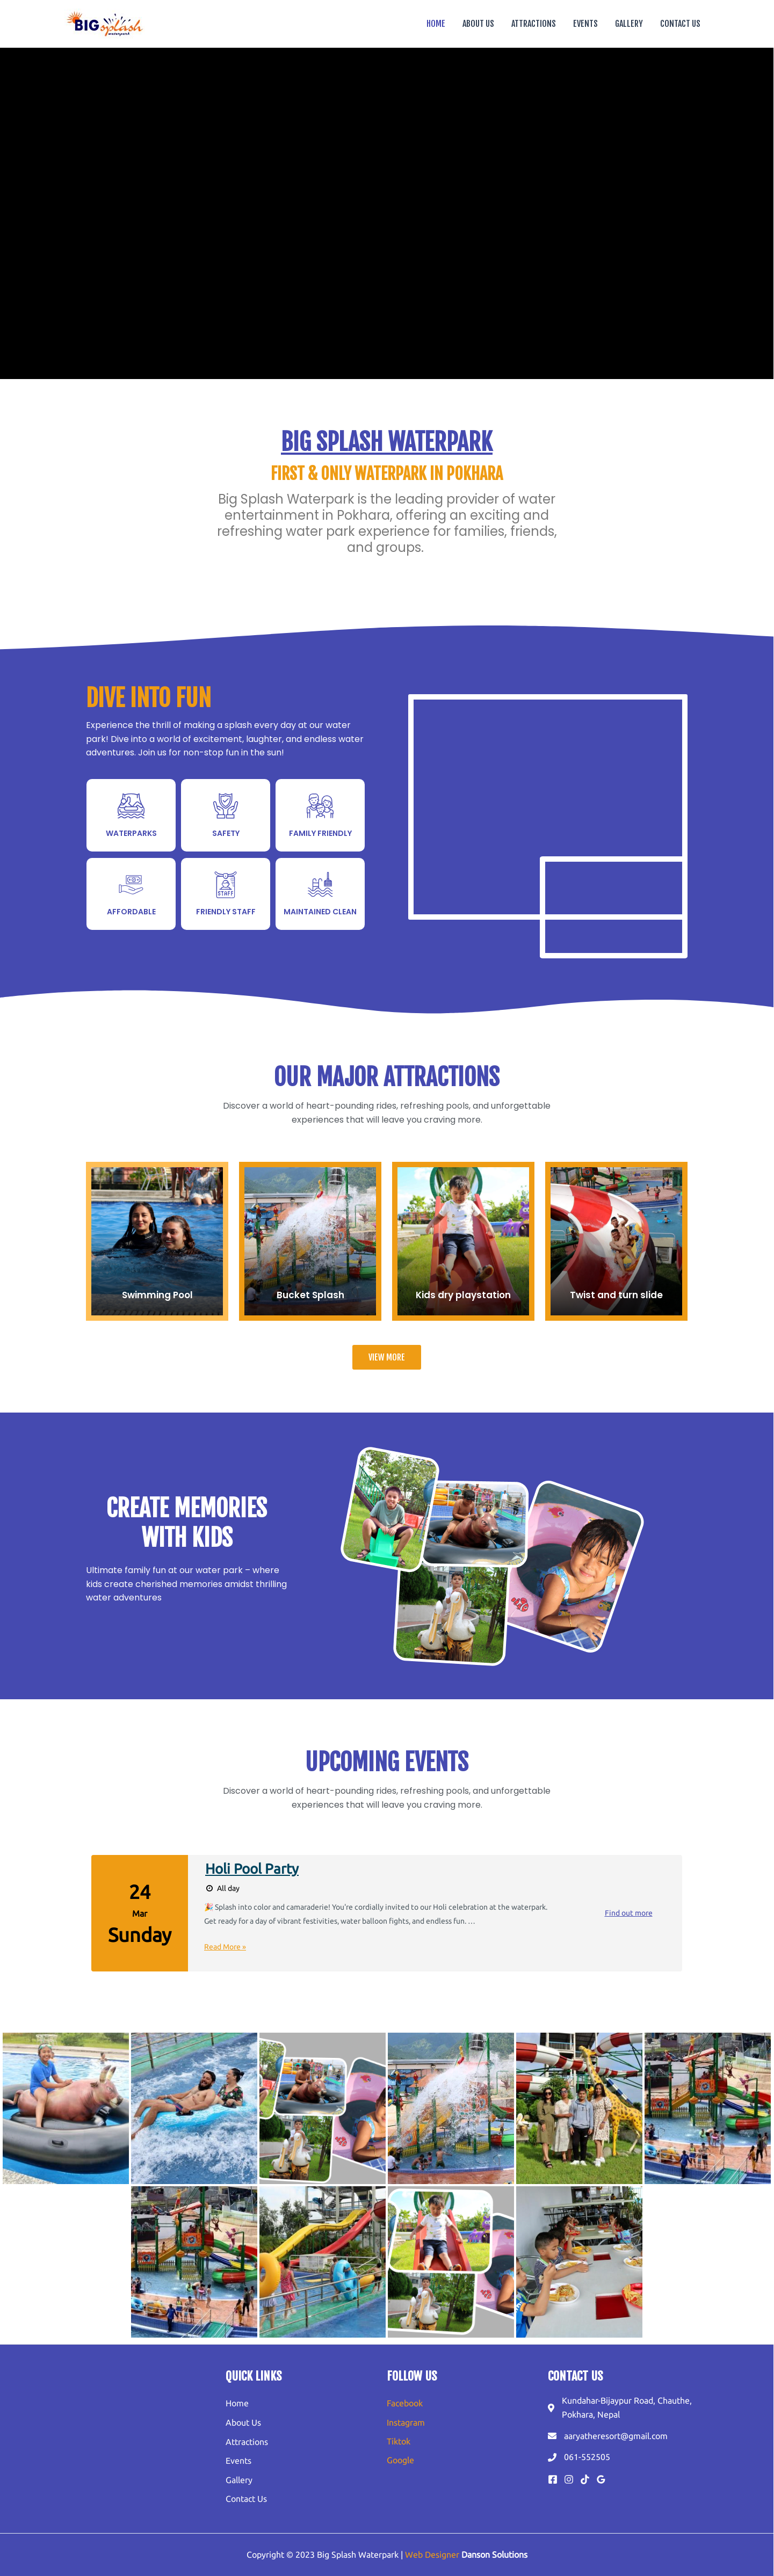 BIG splash
waterpark
HOME ABOUT US ATTRACTIONS EVENTS GALLERY CONTACT US
BIG SPLASH WATERPARK
FIRST & ONLY WATERPARK IN POKHARA
Big Splash Waterpark is the leading provider of water
entertainment in Pokhara, offering an exciting and
refreshing water park experience for families, friends,
and groups.
DIVE INTO FUN
Experience the thrill of making a splash every day at our water
park! Dive into a world of excitement, laughter, and endless water
adventures. Join us for non-stop fun in the sun!
WATERPARKS
SAFETY
FAMILY FRIENDLY
AFFORDABLE
STAFF
FRIENDLY STAFF
MAINTAINED CLEAN
OUR MAJOR ATTRACTIONS
Discover a world of heart-pounding rides, refreshing pools, and unforgettable
experiences that will leave you craving more.
Swimming Pool
Bucket Splash
Kids dry playstation
Twist and turn slide
VIEW MORE
CREATE MEMORIES
WITH KIDS
Ultimate family fun at our water park – where
kids create cherished memories amidst thrilling
water adventures
UPCOMING EVENTS
Discover a world of heart-pounding rides, refreshing pools, and unforgettable
experiences that will leave you craving more.
24
Mar
Sunday
Holi Pool Party
All day
🎉 Splash into color and camaraderie! You're cordially invited to our Holi celebration at the waterpark.
Get ready for a day of vibrant festivities, water balloon fights, and endless fun. …
Read More »
Find out more
QUICK LINKS
Home
About Us
Attractions
Events
Gallery
Contact Us
FOLLOW US
Facebook
Instagram
Tiktok
Google
CONTACT US
Kundahar-Bijaypur Road, Chauthe,
Pokhara, Nepal
aaryatheresort@gmail.com
061-552505
Copyright © 2023 Big Splash Waterpark | Web Designer Danson Solutions